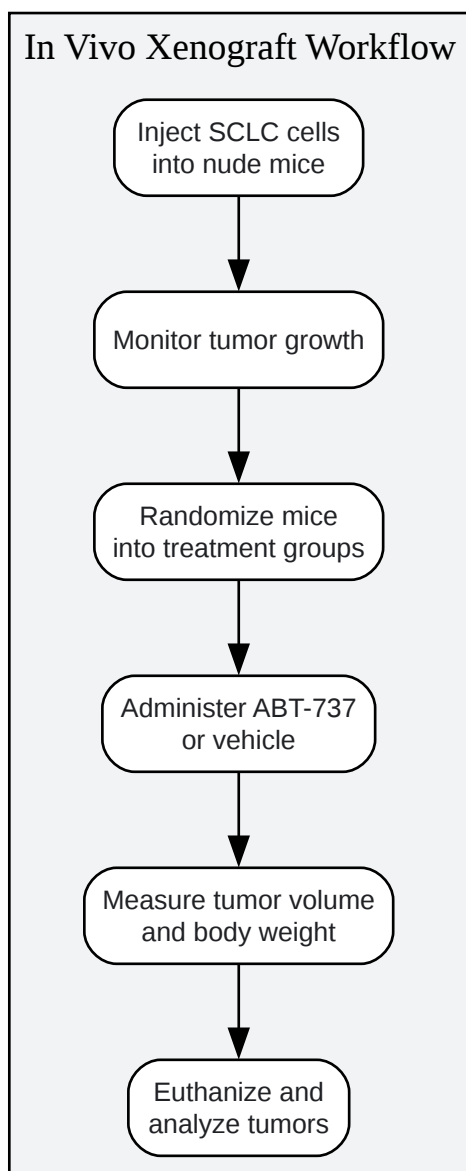 In Vivo Xenograft Workflow
Inject SCLC cells
into nude mice
Monitor tumor growth
Randomize mice
into treatment groups
Administer ABT-737
or vehicle
Measure tumor volume
and body weight
Euthanize and
analyze tumors